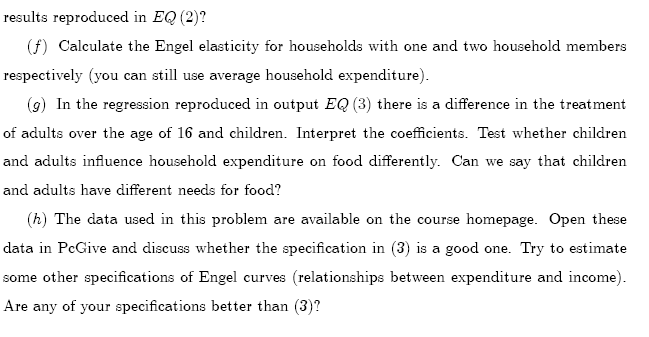 results reproduced in EQ (2)?
(f) Calculate the Engel elasticity for households with one and two household members
respectively (you can still use average household expenditure).
(g) In the regression reproduced in output EQ (3) there is a difference in the treatment
of adults over the age of 16 and children. Interpret the coefficients. Test whether children
and adults influence household expenditure on food differently. Can we say that children
and adults have different needs for food?
(h) The data used in this problem are available on the course homepage. Open these
data in PcGive and discuss whether the specification in (3) is a good one. Try to estimate
some other specifications of Engel curves (relationships between expenditure and income).
Are any of your specifications better than (3)?